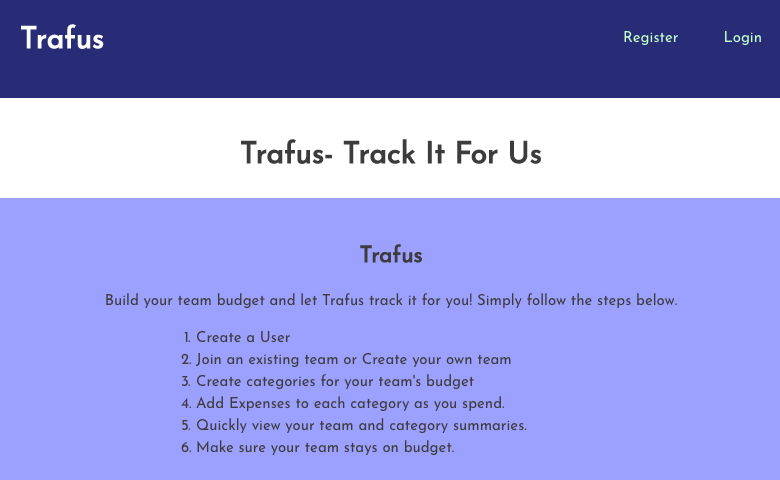 Trafus
Register Login
Trafus- Track It For Us
Trafus
Build your team budget and let Trafus track it for you! Simply follow the steps below.
1. Create a User
2. Join an existing team or Create your own team
3. Create categories for your team's budget
4. Add Expenses to each category as you spend.
5. Quickly view your team and category summaries.
6. Make sure your team stays on budget.